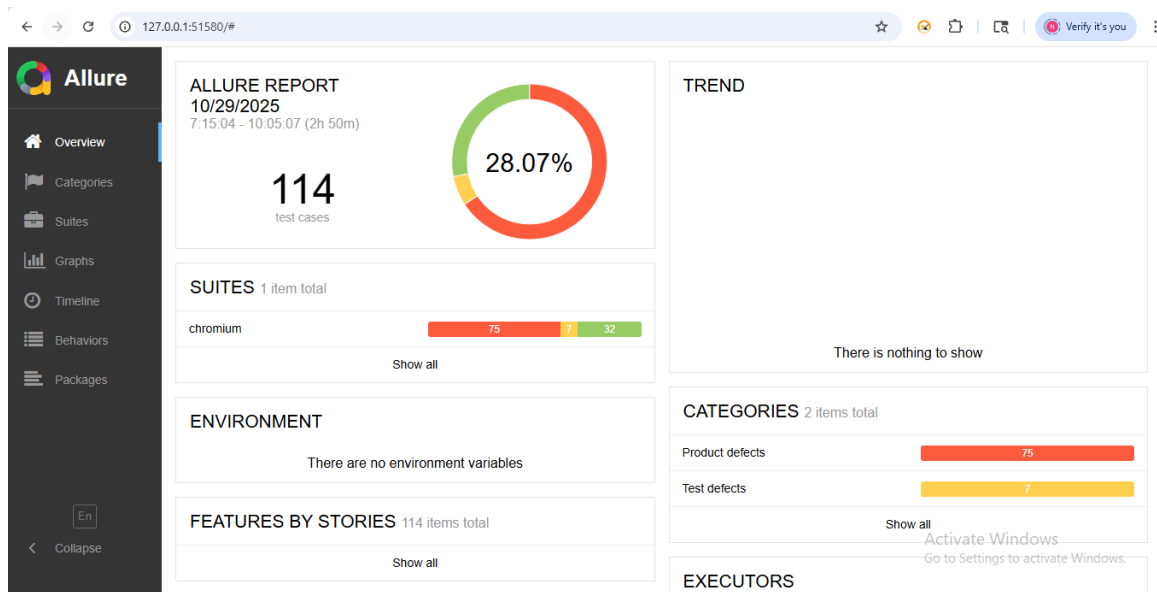 127.0.0.1:51580/#
N
Verify it's you
Allure
Overview
Categories
Suites
Graphs
Timeline
Behaviors
Packages
En
Collapse
ALLURE REPORT
10/29/2025
7:15:04 - 10:05:07 (2h 50m)
114
test cases
28.07%
SUITES 1 item total
chromium 75 7 32
Show all
ENVIRONMENT
There are no environment variables
FEATURES BY STORIES 114 items total
Show all
TREND
There is nothing to show
CATEGORIES 2 items total
Product defects 75
Test defects 7
Show all
Activate Windows
Go to Settings to activate Windows.
EXECUTORS